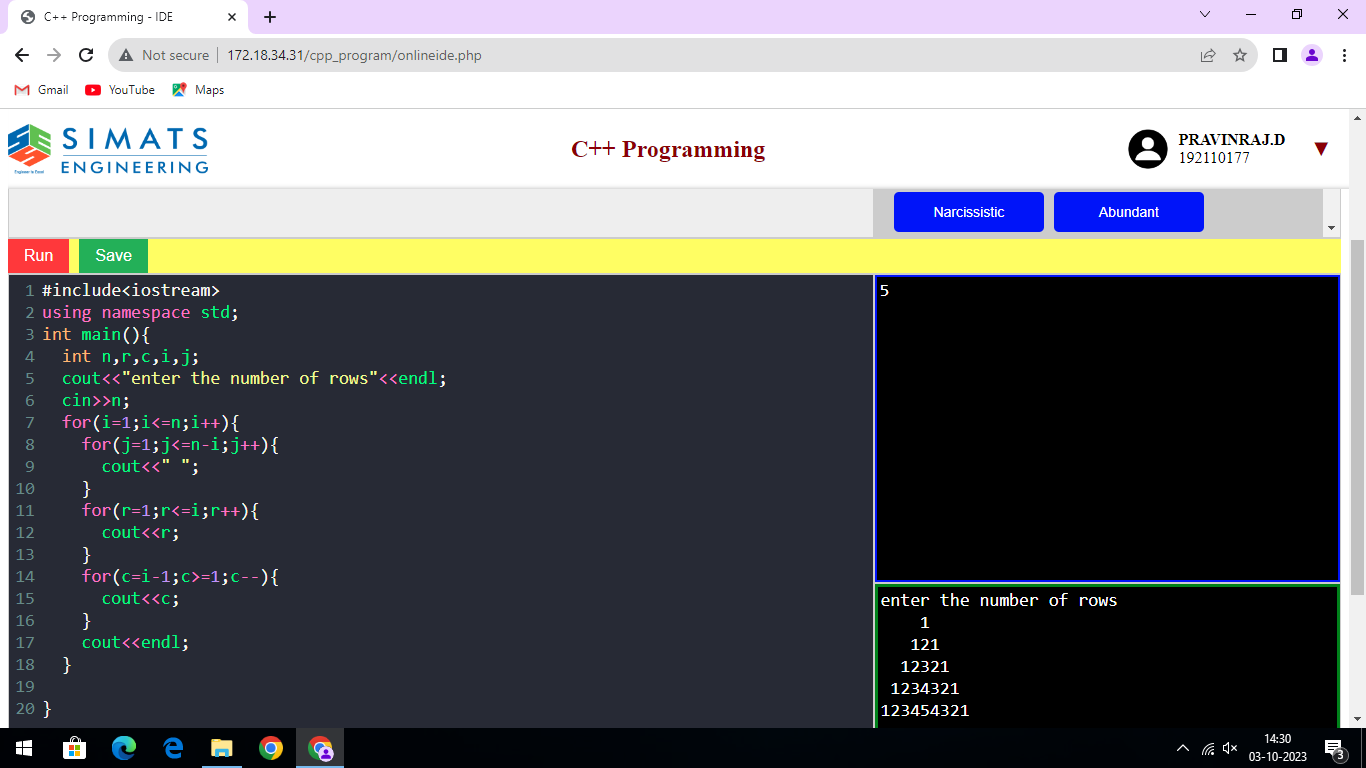 C++ Programming - IDE
Not secure
172.18.34.31/cpp_program/onlineide.php
Gmail
YouTube
Maps
SIMATS
ENGINEERING
Engineer to Excel
C++ Programming
PRAVINRAJ.D
192110177
Narcissistic
Abundant
Run
Save
1 #include<iostream>
2 using namespace std;
3 int main(){
4   int n,r,c,i,j;
5   cout<<"enter the number of rows"<<endl;
6   cin>>n;
7   for(i=1;i<=n;i++){
8     for(j=1;j<=n-i;j++){
9       cout<<" ";
10     }
11     for(r=1;r<=i;r++){
12       cout<<r;
13     }
14     for(c=i-1;c>=1;c--){
15       cout<<c;
16     }
17     cout<<endl;
18   }
19
20 }
5
enter the number of rows
    1
   121
  12321
 1234321
123454321
14:30
03-10-2023
3